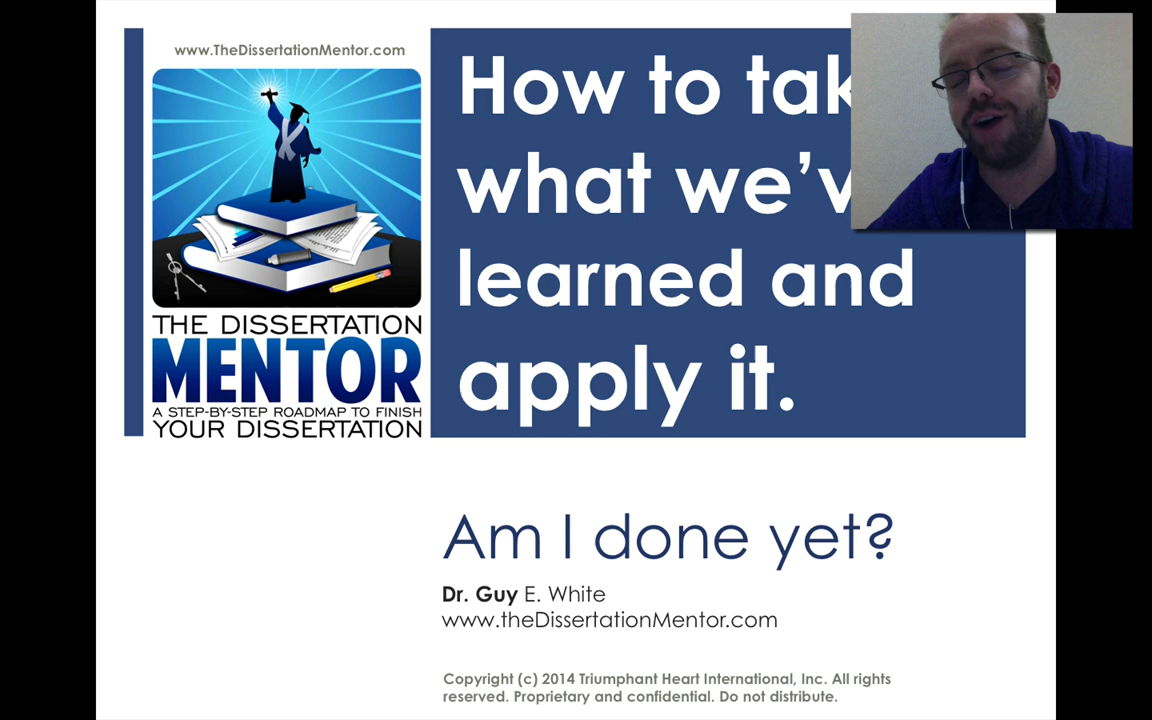 www.TheDissertationMentor.com
THE DISSERTATION
MENTOR
A STEP-BY-STEP ROADMAP TO FINISH
YOUR DISSERTATION
How to
what
learned and
apply it.
Am I done yet?
Dr. Guy E. White
www.theDissertationMentor.com
Copyright (c) 2014 Triumphant Heart International, Inc. All rights
reserved. Proprietary and confidential. Do not distribute.